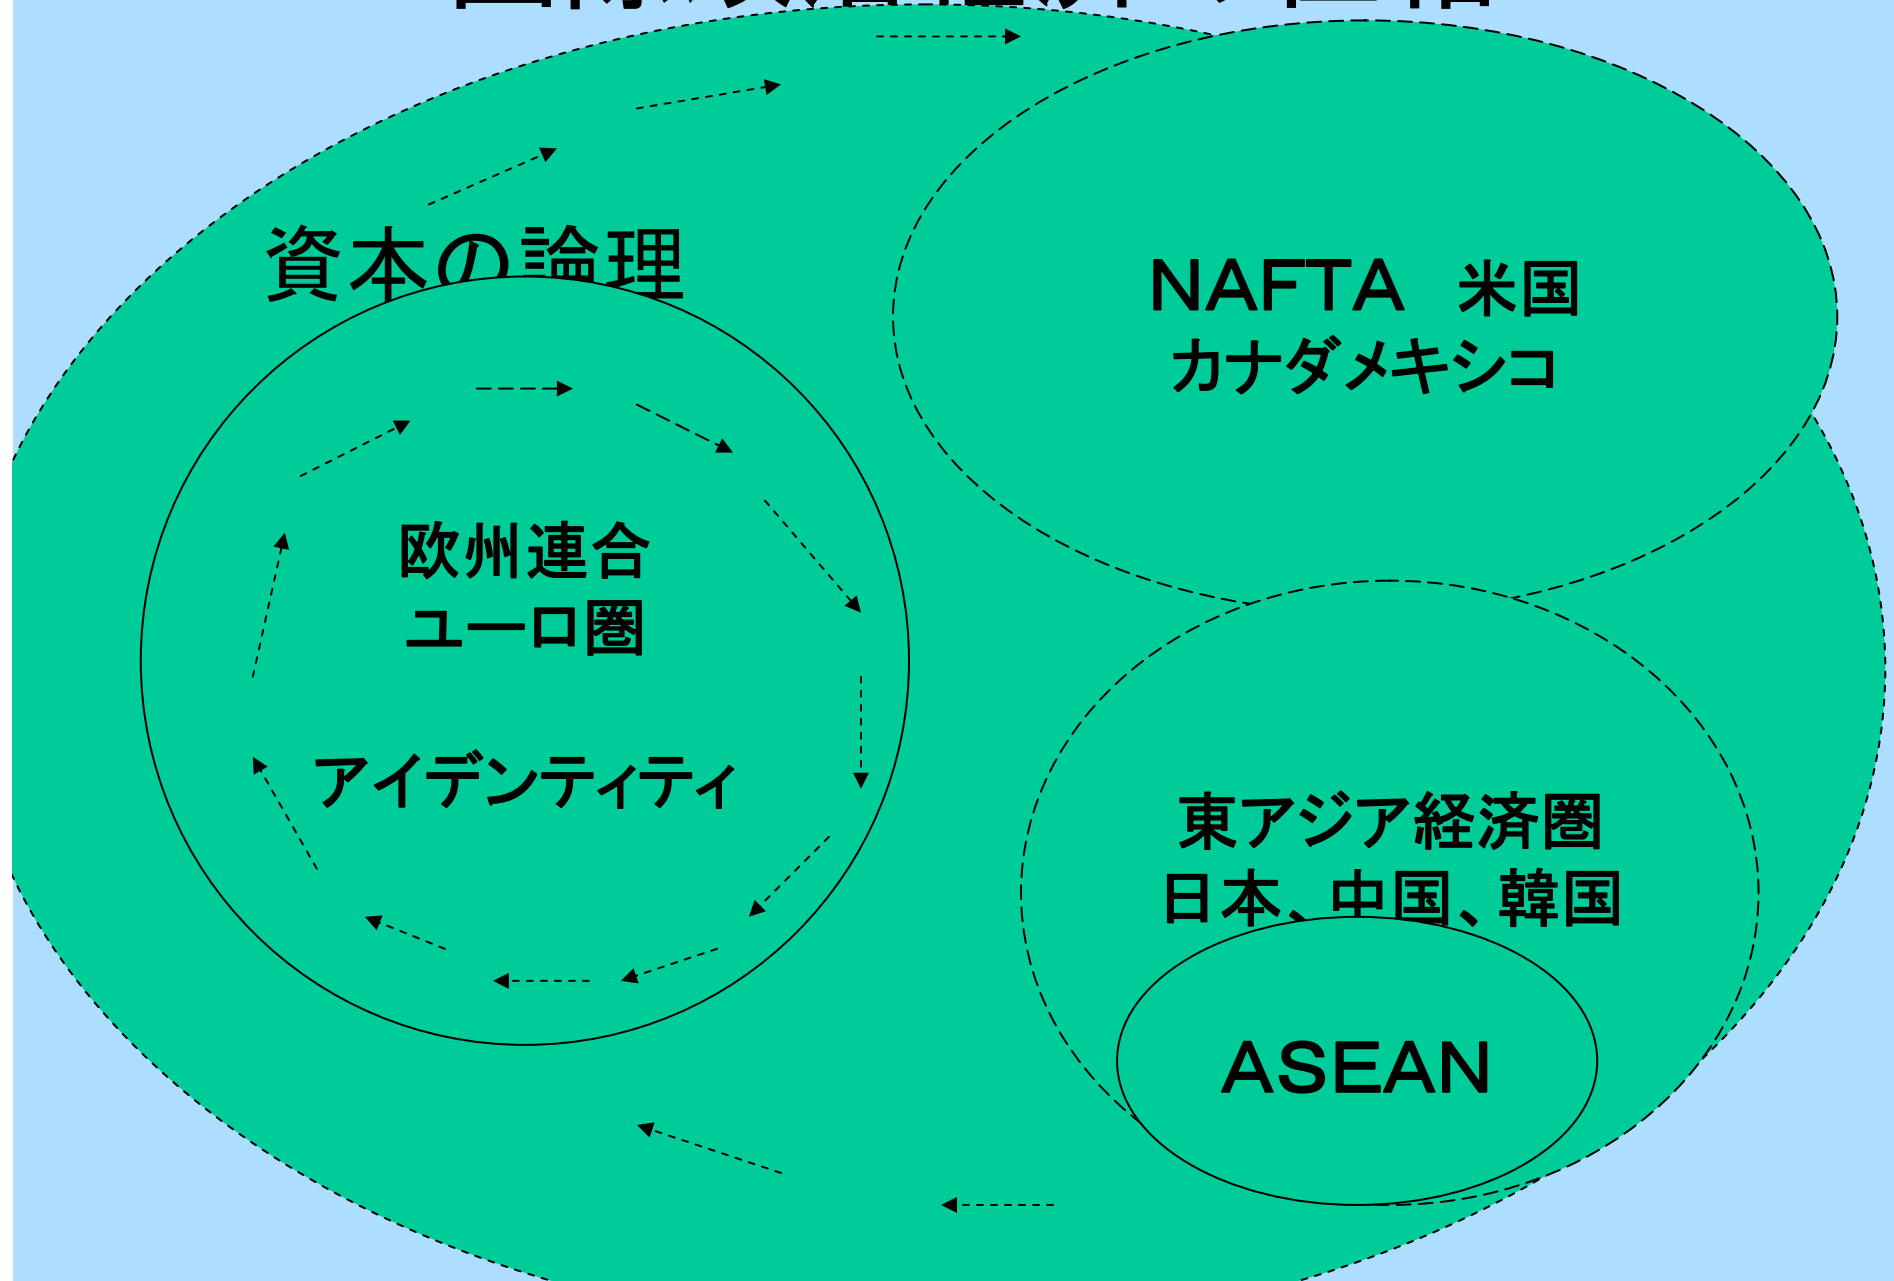 資本の論理
NAFTA　米国
カナダメキシコ
欧州連合
ユーロ圏
アイデンティティ
東アジア経済圏
日本、中国、韓国
ASEAN